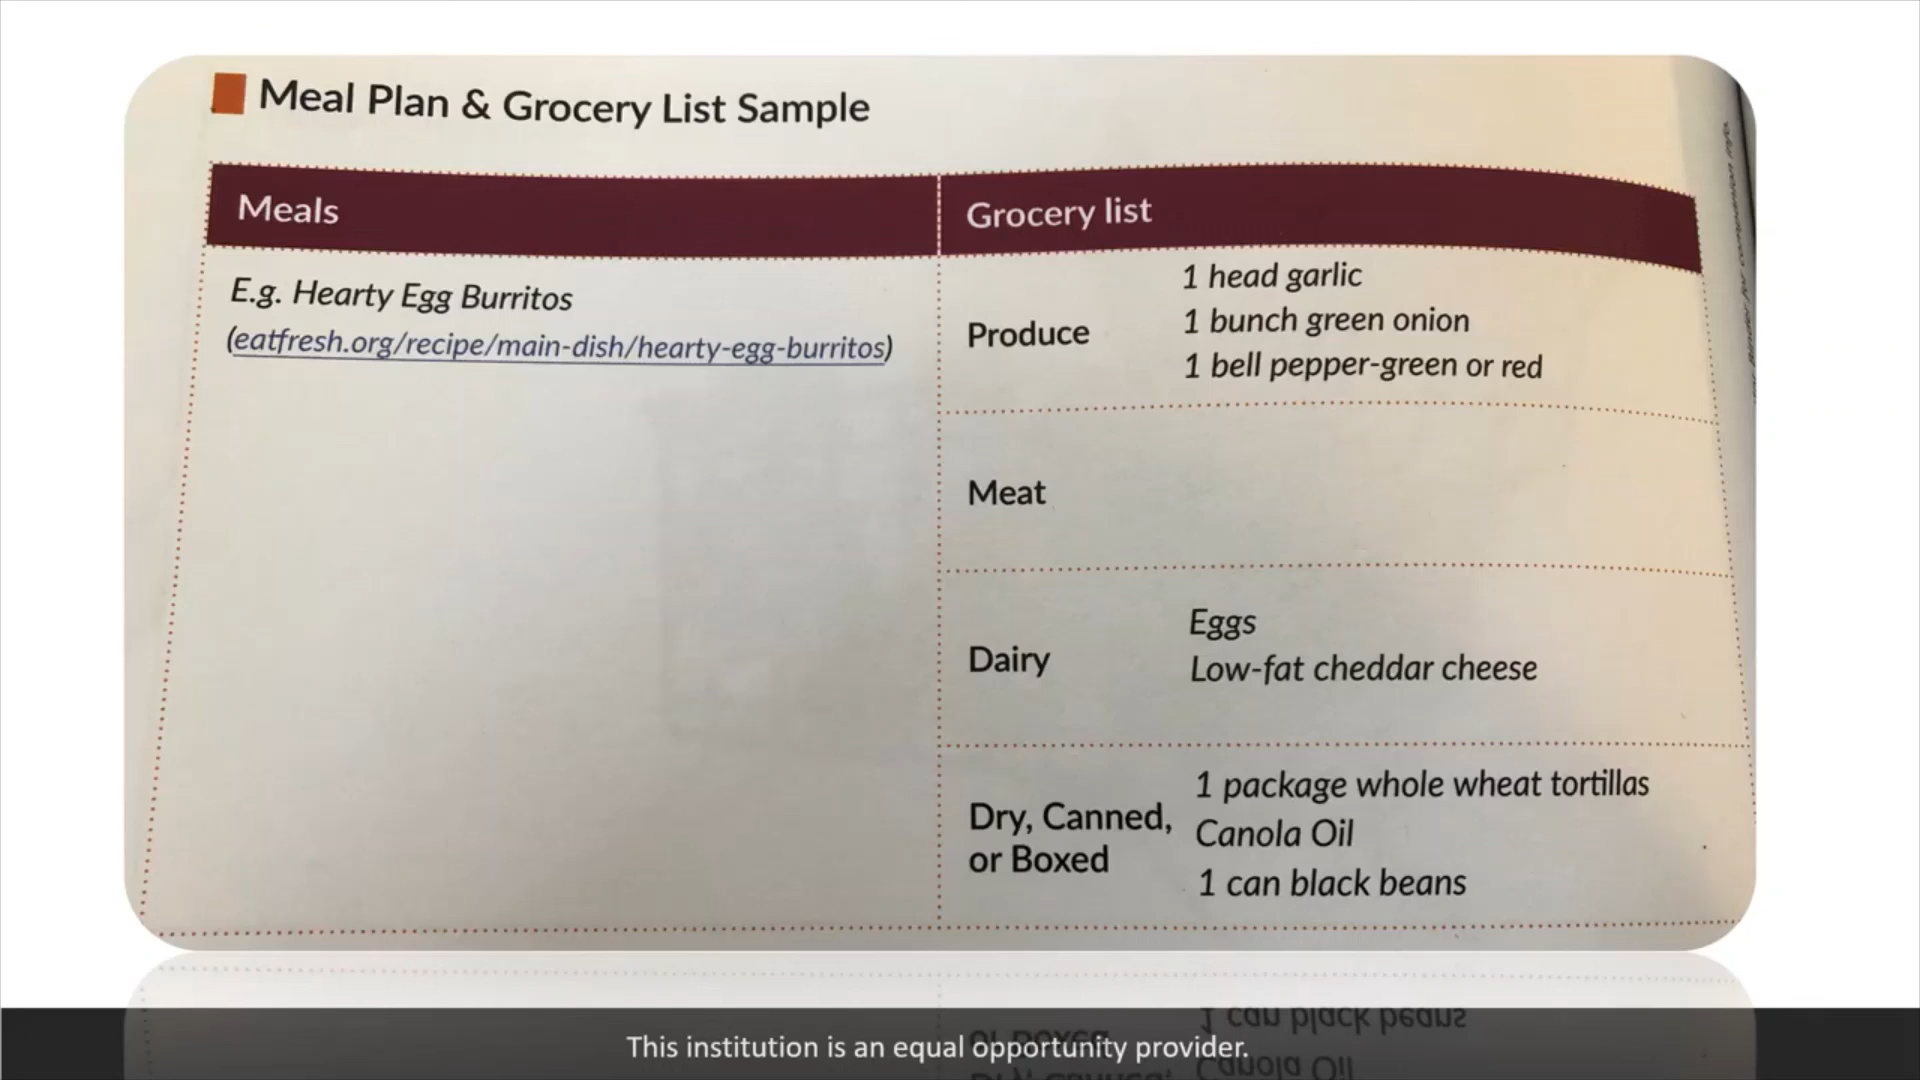 Meal Plan & Grocery List Sample
Meals
Grocery list
E.g. Hearty Egg Burritos
(eatfresh.org/recipe/main-dish/hearty-egg-burritos)
Produce
1 head garlic
1 bunch green onion
1 bell pepper-green or red
Meat
Dairy
Eggs
Low-fat cheddar cheese
Dry, Canned,
or Boxed
1 package whole wheat tortillas
Canola Oil
1 can black beans
This institution is an equal opportunity provider.